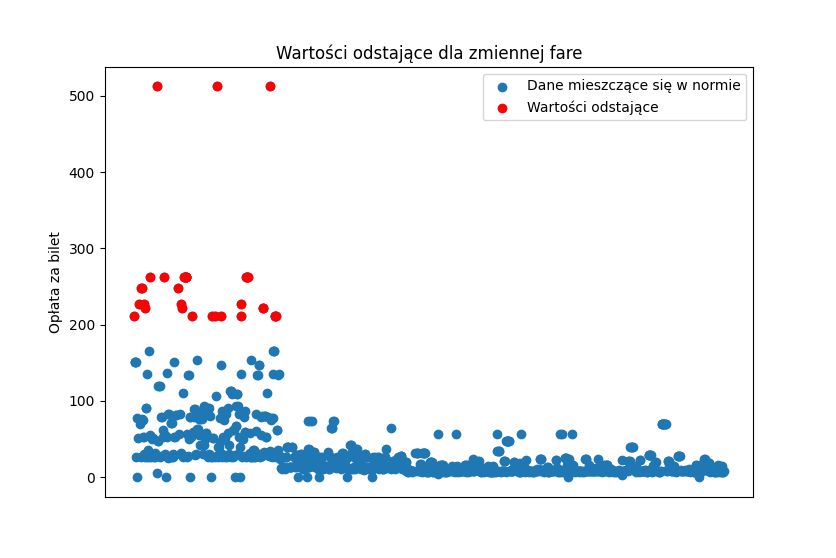 Wartości odstające dla zmiennej fare
Dane mieszczące się w normie
Wartości odstające
Opłata za bilet
500
400
300
200
100
0